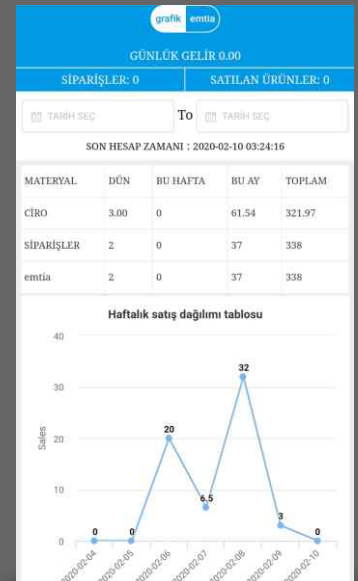 grafik emtia
GÜNLÜK GELİR 0.00
SİPARİŞLER: 0 SATILAN ÜRÜNLER: 0
TARİH SEÇ To TARİH SEÇ
SON HESAP ZAMANI : 2020-02-10 03:24:16
MATERYAL DÜN BU HAFTA BU AY TOPLAM
CİRO 3.00 0 61.54 321.97
SİPARİŞLER 2 0 37 338
emtia 2 0 37 338
Haftalık satış dağılımı tablosu
40
32
30
20
20
Sales
10
6.5
3
0 0 0
0
2020-02-04 2020-02-05 2020-02-06 2020-02-07 2020-02-08 2020-02-09 2020-02-10